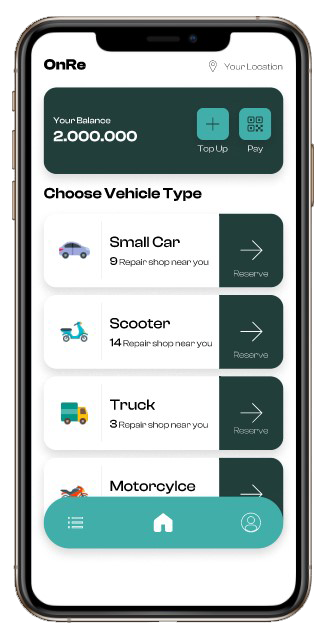 OnRe
Your Location
Your Balance
2.000.000
Top Up
Pay
Choose Vehicle Type
Small Car
9 Repair shop near you
Reserve
Scooter
14 Repair shop near you
Reserve
Truck
3 Repair shop near you
Reserve
Motorcylce